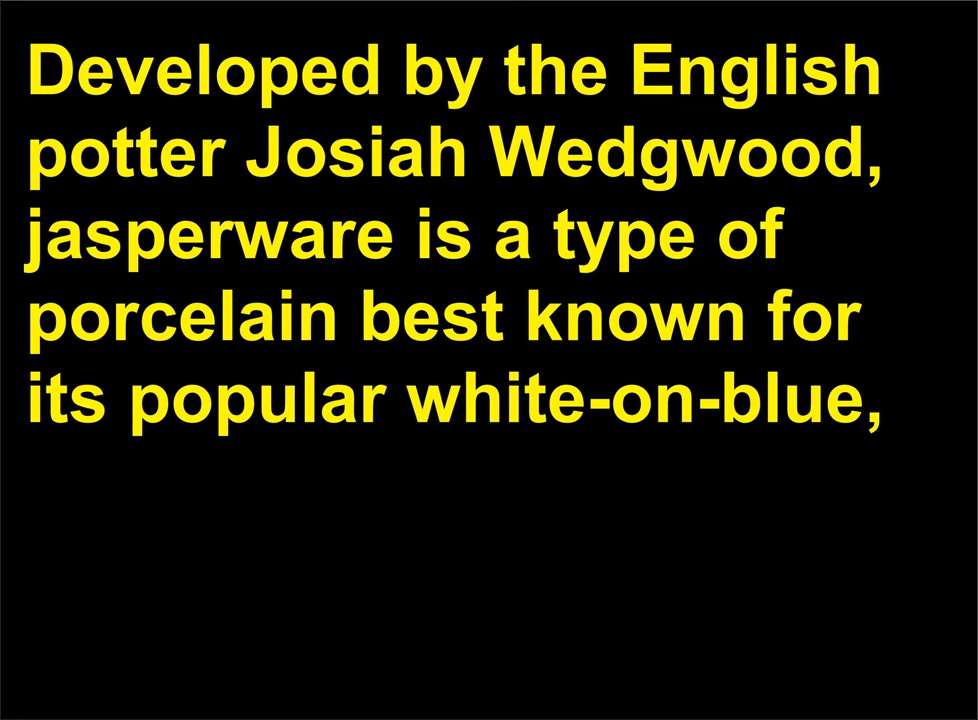 Developed by the English
potter Josiah Wedgwood,
jasperware is a type of
porcelain best known for
its popular white-on-blue,